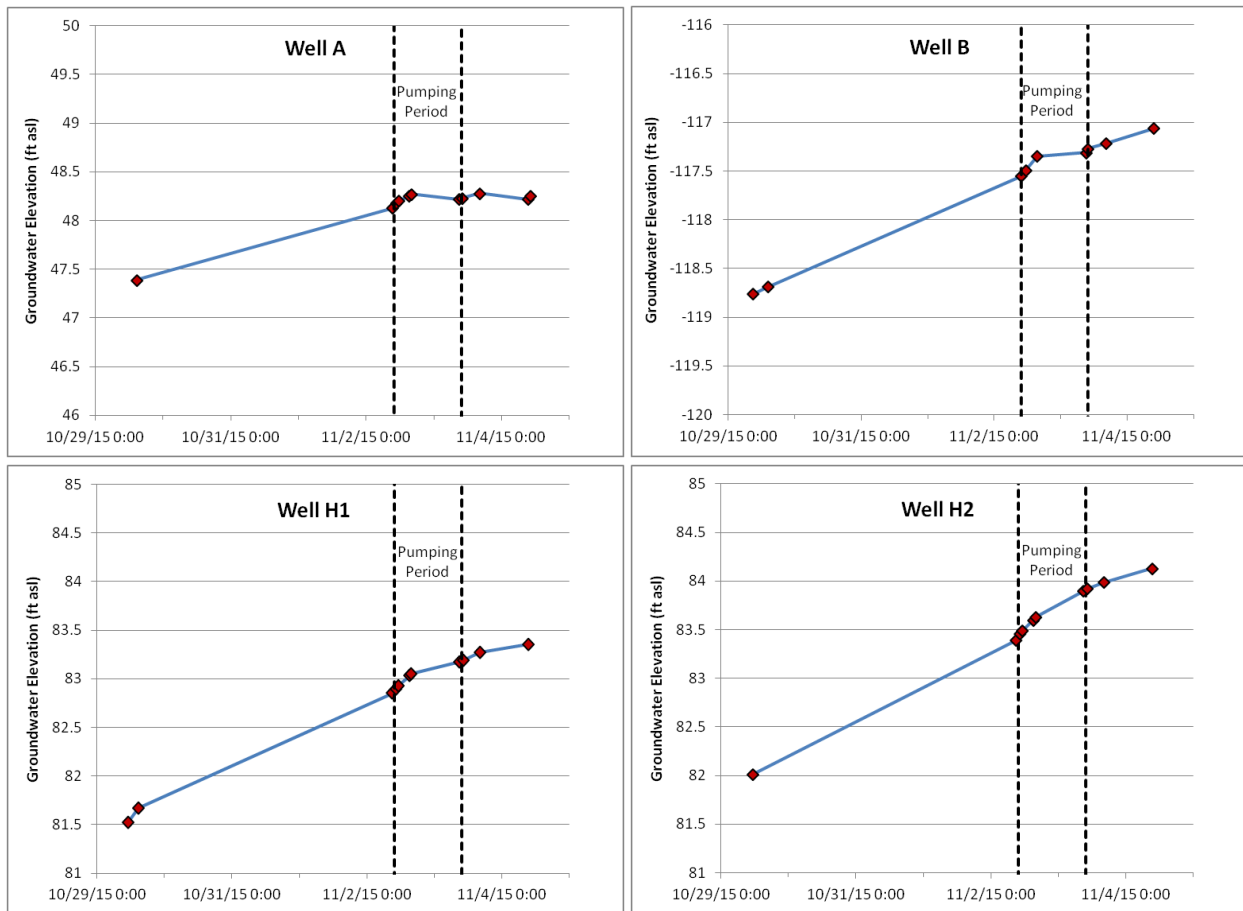 Well A
Groundwater Elevation (ft asl)
50
49.5
49
48.5
48
47.5
47
46.5
46
Pumping
Period
10/29/15 0:00 10/31/15 0:00 11/2/15 0:00 11/4/15 0:00
Well B
Groundwater Elevation (ft asl)
-116
-116.5
-117
-117.5
-118
-118.5
-119
-119.5
-120
Pumping
Period
10/29/15 0:00 10/31/15 0:00 11/2/15 0:00 11/4/15 0:00
Well H1
Groundwater Elevation (ft asl)
85
84.5
84
83.5
83
82.5
82
81.5
81
Pumping
Period
10/29/15 0:00 10/31/15 0:00 11/2/15 0:00 11/4/15 0:00
Well H2
Groundwater Elevation (ft asl)
85
84.5
84
83.5
83
82.5
82
81.5
81
Pumping
Period
10/29/15 0:00 10/31/15 0:00 11/2/15 0:00 11/4/15 0:00